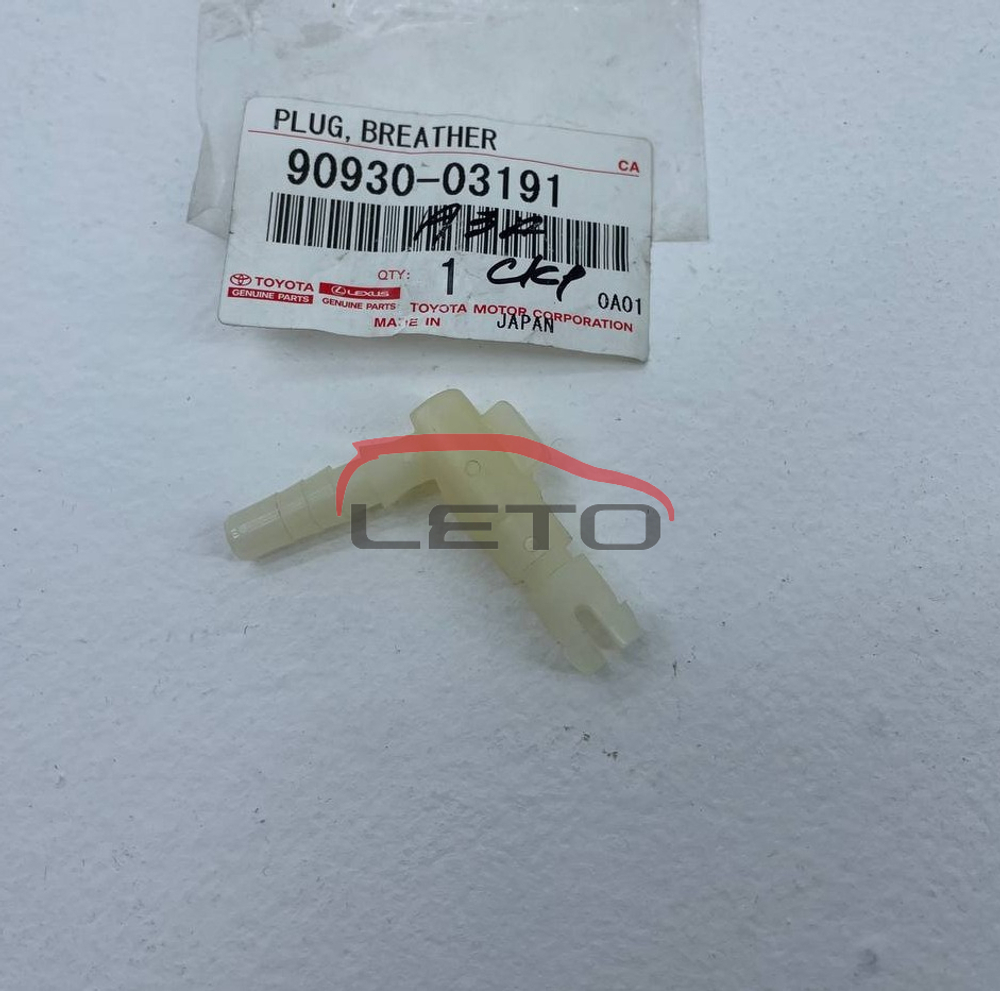 PLUG, BREATHER
CA
90930-03191
QTY: 1
0A01
TOYOTA
GENUINE PARTS
LEXUS
GENUINE PARTS
TOYOTA MOTOR CORPORATION
MADE IN JAPAN
LETO